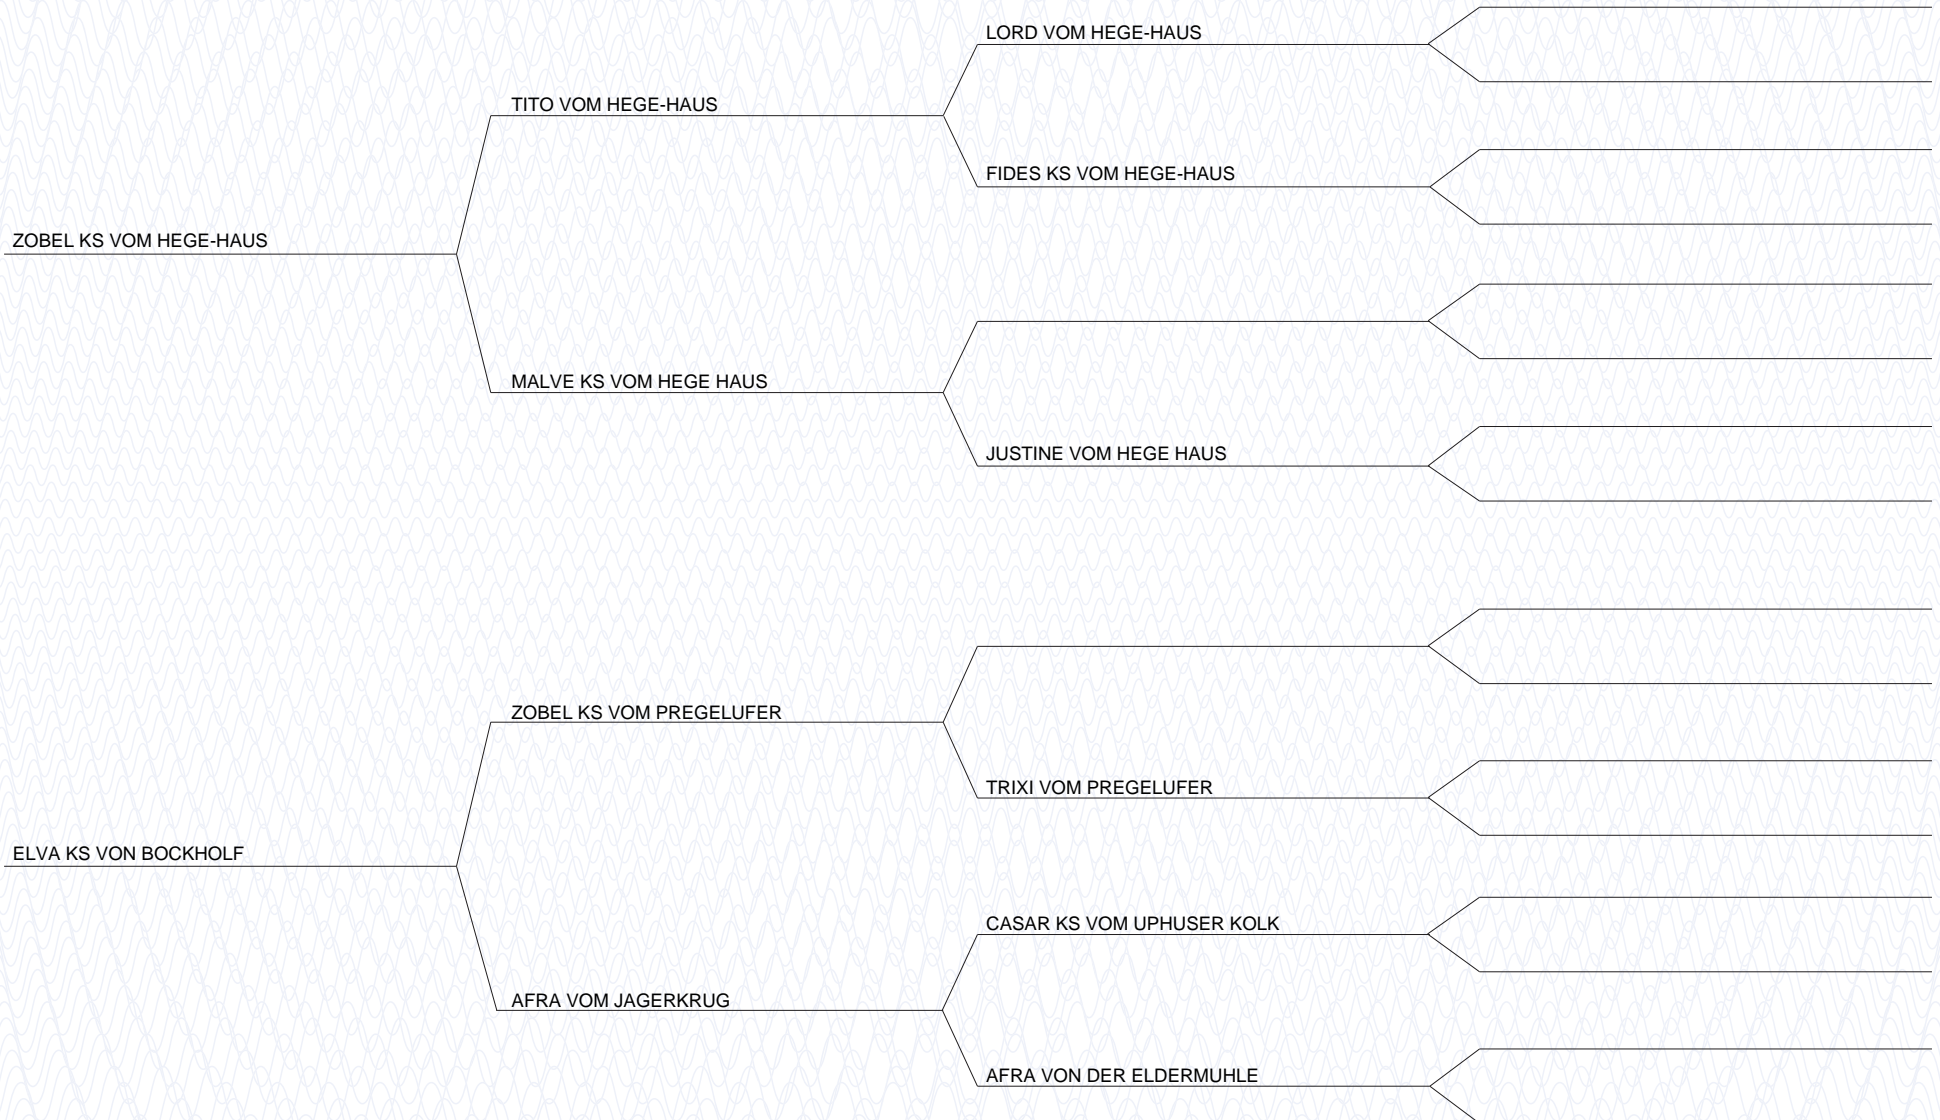 LORD VOM HEGE-HAUS
TITO VOM HEGE-HAUS
FIDES KS VOM HEGE-HAUS
ZOBEL KS VOM HEGE-HAUS
MALVE KS VOM HEGE HAUS
JUSTINE VOM HEGE HAUS
ZOBEL KS VOM PREGELUFER
TRIXI VOM PREGELUFER
ELVA KS VON BOCKHOLF
CASAR KS VOM UPHUSER KOLK
AFRA VOM JAGERKRUG
AFRA VON DER ELDERMUHLE